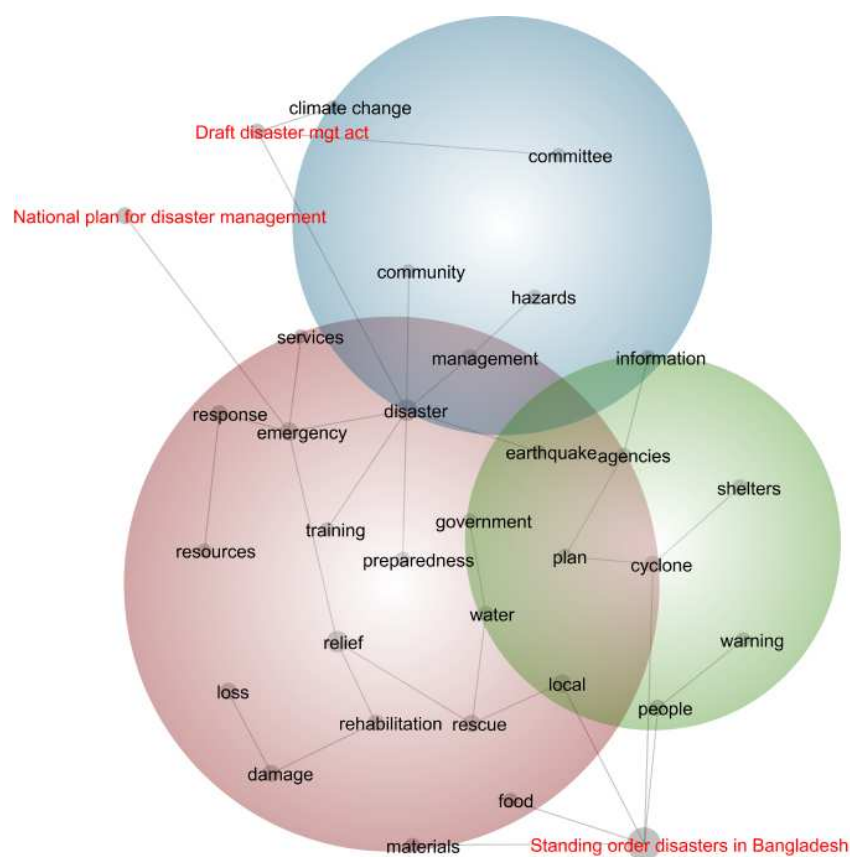 climate change
Draft disaster mgt act
committee
National plan for disaster management
community
hazards
services
management
information
response
disaster
emergency
earthquake
agencies
shelters
training
government
resources
preparedness
plan
cyclone
water
relief
warning
loss
local
rehabilitation
rescue
people
damage
food
materials
Standing order disasters in Bangladesh